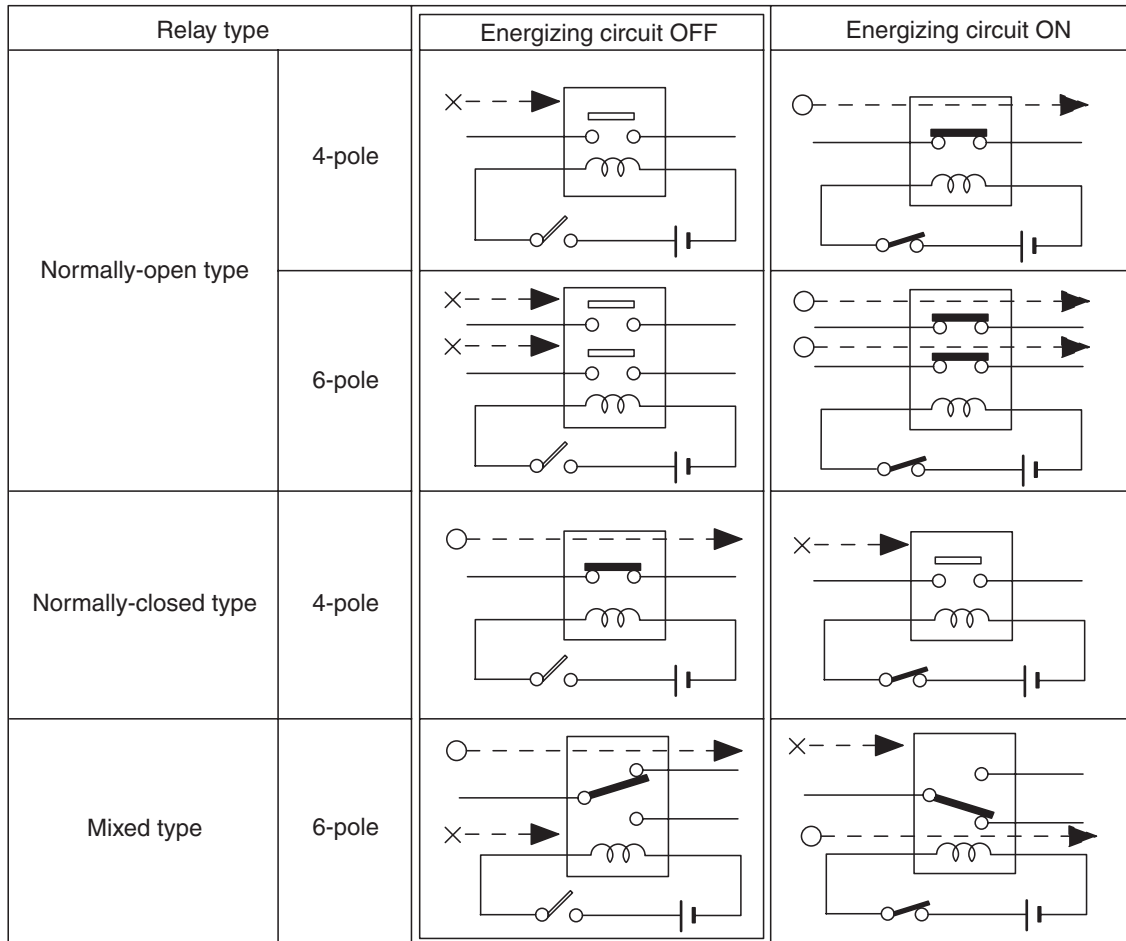 Relay type
Energizing circuit OFF
Energizing circuit ON
Normally-open type
4-pole
6-pole
Normally-closed type
4-pole
Mixed type
6-pole